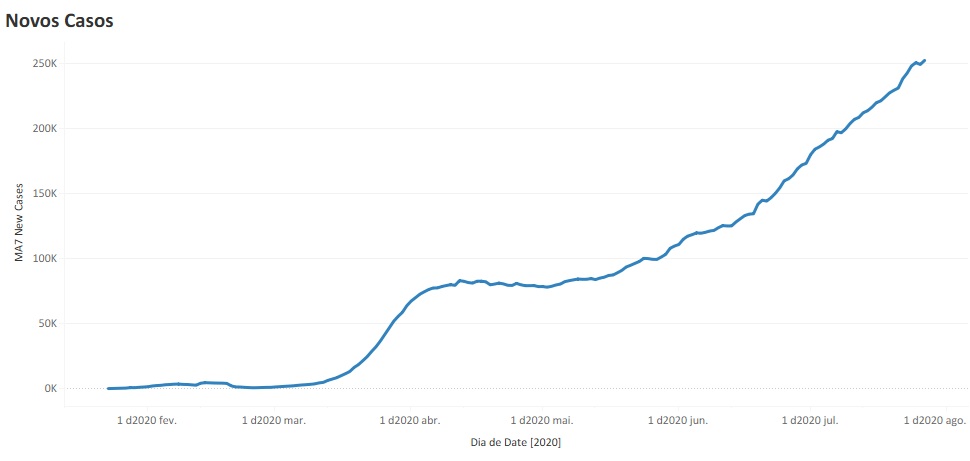 Novos Casos
250K
200K
150K
100K
50K
0K
MA7 New Cases
1 d2020 fev.
1 d2020 mar.
1 d2020 abr.
1 d2020 mai.
1 d2020 jun.
1 d2020 jul.
1 d2020 ago.
Dia de Date [2020]